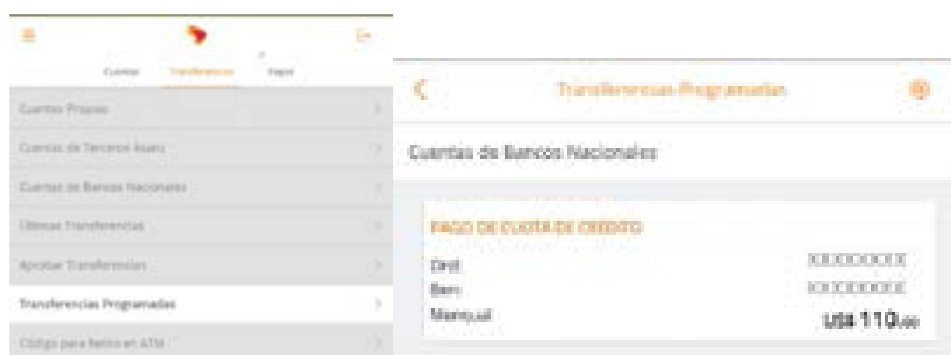 Cuentas Transferencias Pagos
Cuentas Propias
Cuentas de Terceros
Cuentas de Bancos Nacionales
Últimas Transferencias
Aprobar Transferencias
Transferencias Programadas
Código para Retiro en ATM
Transferencias Programadas
Cuentas de Bancos Nacionales
PAGO DE CUOTA DE CRÉDITO
XXXXXXXXX
XXXXXXXXX
Mensual
US$ 110.00